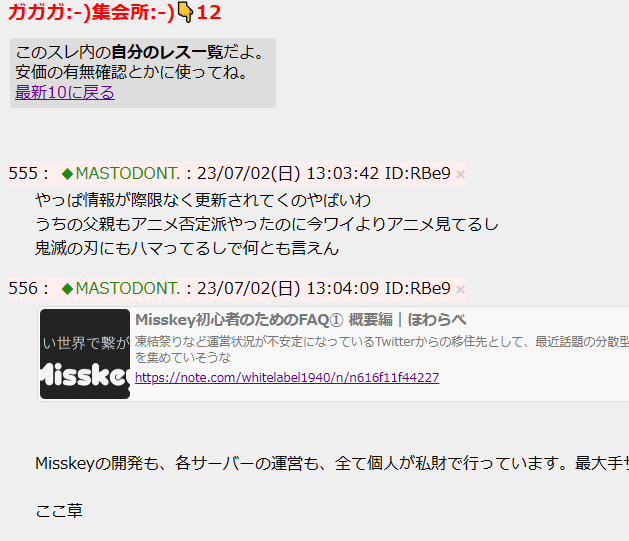 ガガガ:-)集会所:-)👇12
このスレ内の自分のレス一覧だよ。
安価の有無確認とかに使ってね。
最新10に戻る
555： ◆MASTODONT.：23/07/02(日) 13:03:42 ID:RBe9 ×
やっぱ情報が際限なく更新されてくのやばいわ
うちの父親もアニメ否定派やったのに今ワイよりアニメ見てるし
鬼滅の刃にもハマってるしで何とも言えん
556： ◆MASTODONT.：23/07/02(日) 13:04:09 ID:RBe9 ×
い世界で繋が
Misskey
Misskey初心者のためのFAQ① 概要編｜ほわらべ
凍結祭りなど運営状況が不安定になっているTwitterからの移住先として、最近話題の分散型
を集めていそうな
https://note.com/whitelabel1940/n/n616f11f44227
Misskeyの開発も、各サーバーの運営も、全て個人が私財で行っています。最大手サ
ここ草